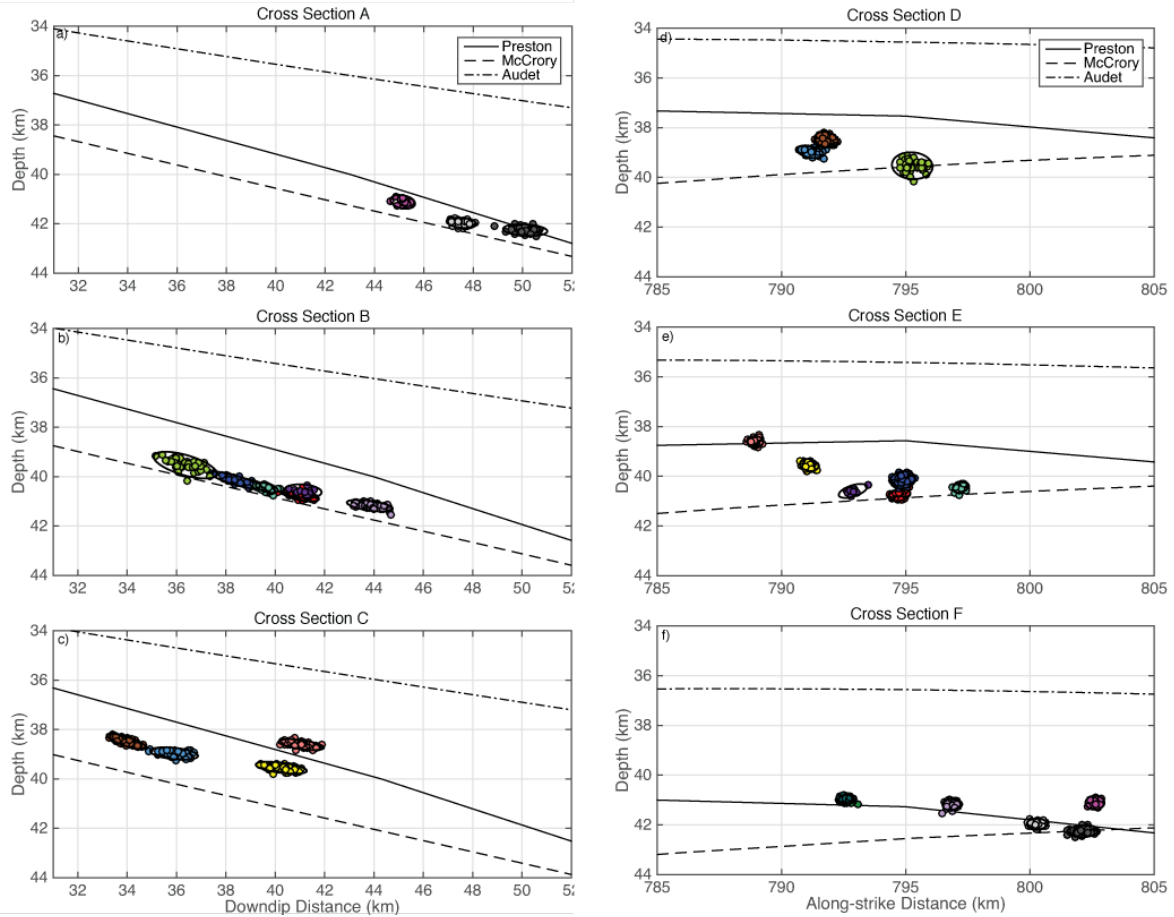 Cross Section A
a)
Preston
McCrory
Audet
34
36
38
40
42
44
Depth (km)
32 34 36 38 40 42 44 46 48 50 52
Cross Section B
b)
34
36
38
40
42
44
Depth (km)
32 34 36 38 40 42 44 46 48 50 52
Cross Section C
c)
34
36
38
40
42
44
Depth (km)
32 34 36 38 40 42 44 46 48 50 52
Downdip Distance (km)
Cross Section D
d)
Preston
McCrory
Audet
34
36
38
40
42
44
Depth (km)
785 790 795 800 805
Cross Section E
e)
34
36
38
40
42
44
Depth (km)
785 790 795 800 805
Cross Section F
f)
34
36
38
40
42
44
Depth (km)
785 790 795 800 805
Along-strike Distance (km)